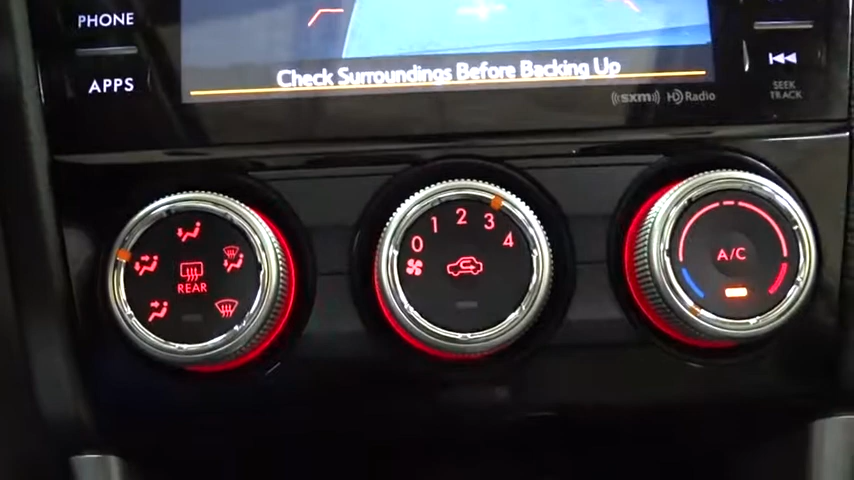 PHONE
APPS
Check Surroundings Before Backing Up
((sxm)) HD Radio
SEEK
TRACK
REAR
0 1 2 3 4
A/C